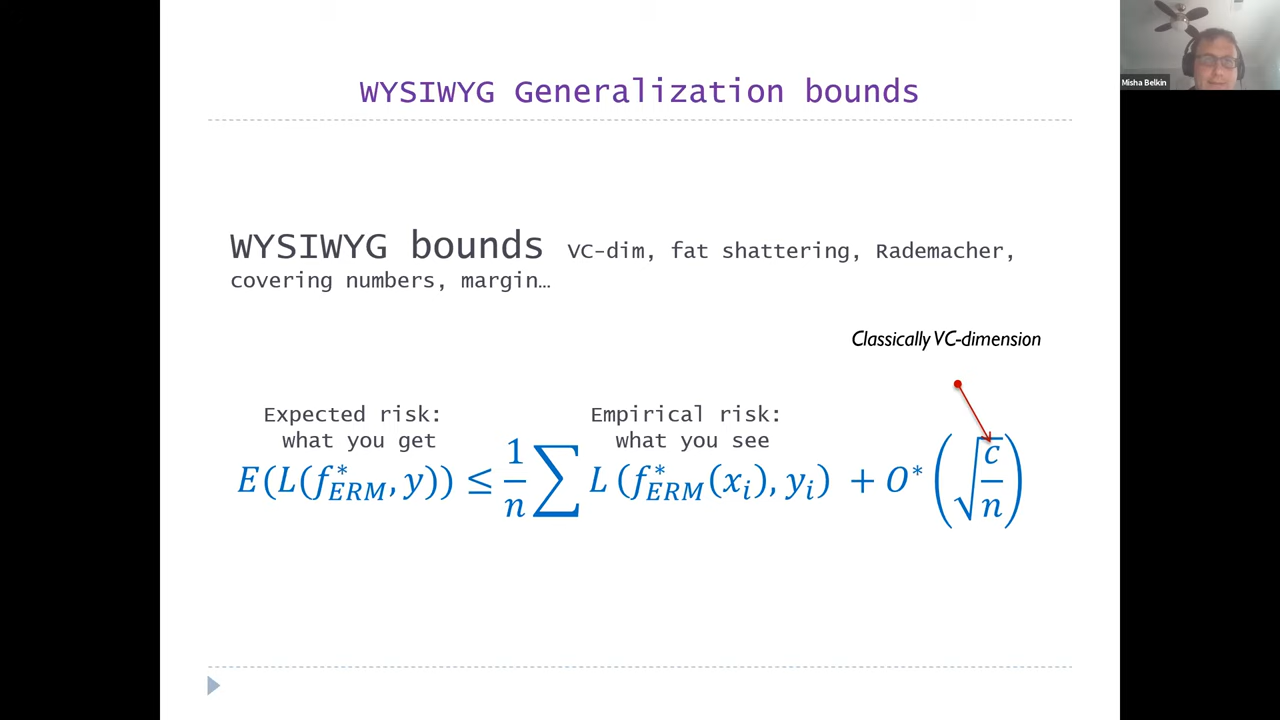 WYSIWYG Generalization bounds
Misha Belkin
WYSIWYG bounds VC-dim, fat shattering, Rademacher,
covering numbers, margin…
Classically VC-dimension
Expected risk:
what you get
Empirical risk:
what you see
E(L(f*_ERM, y)) ≤ 1/n ∑ L(f*_ERM(x_i), y_i) + O*(√(c/n))